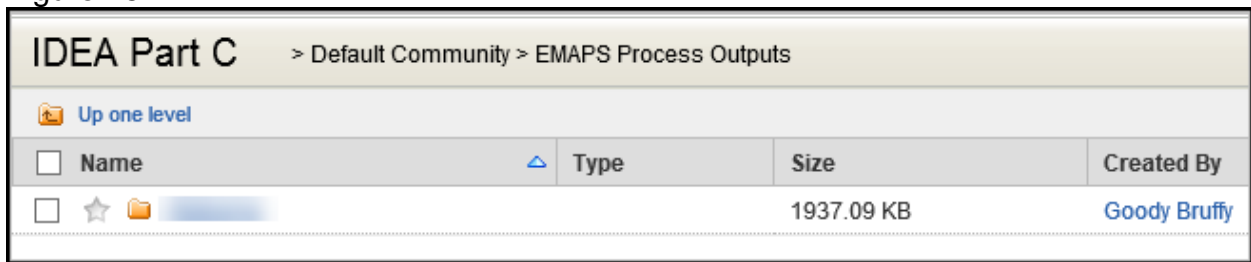 IDEA Part C > Default Community > EMAPS Process Outputs
Up one level
Name Type Size Created By
1937.09 KB Goody Bruffy